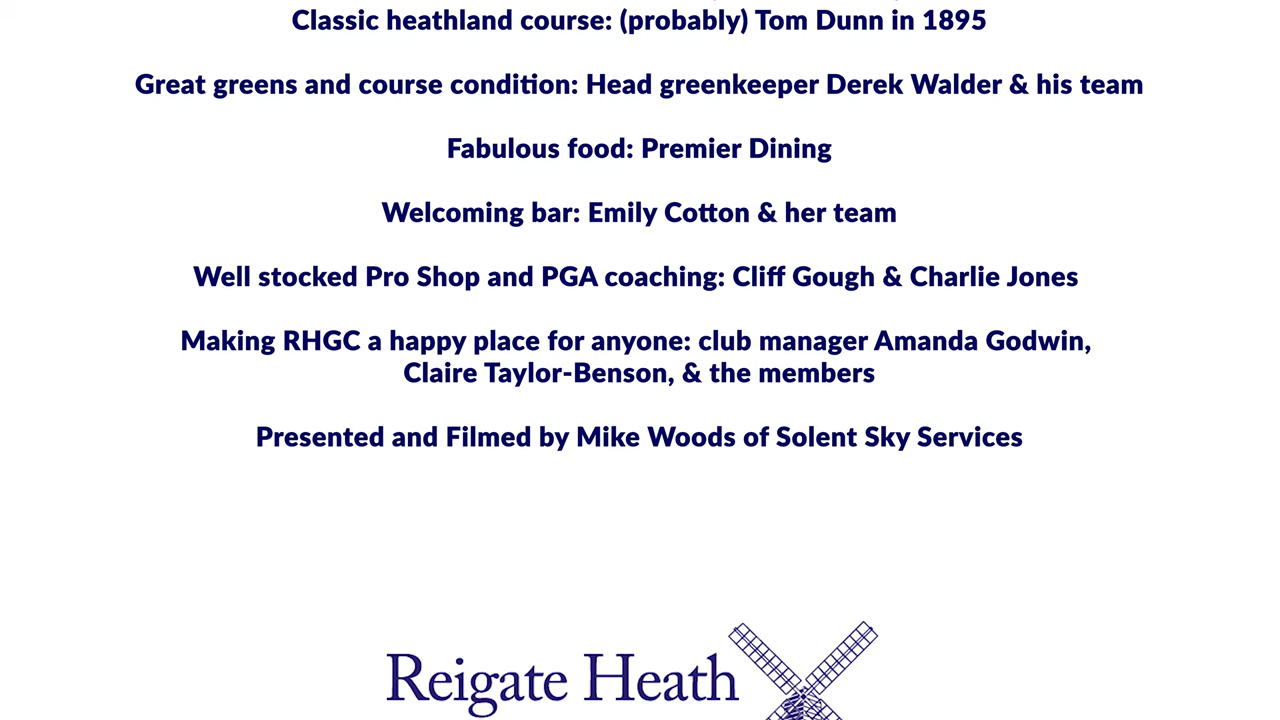 Classic heathland course: (probably) Tom Dunn in 1895
Great greens and course condition: Head greenkeeper Derek Walder & his team
Fabulous food: Premier Dining
Welcoming bar: Emily Cotton & her team
Well stocked Pro Shop and PGA coaching: Cliff Gough & Charlie Jones
Making RHGC a happy place for anyone: club manager Amanda Godwin,
Claire Taylor-Benson, & the members
Presented and Filmed by Mike Woods of Solent Sky Services
Reigate Heath